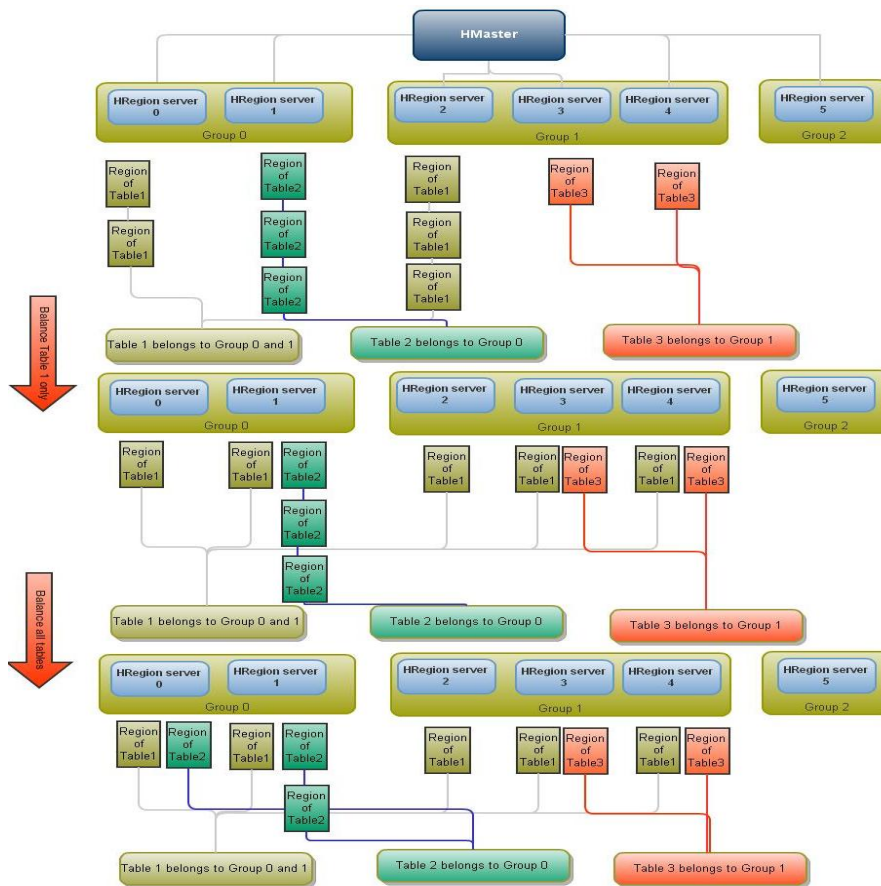 HMaster
HRegion server
0
HRegion server
1
HRegion server
2
HRegion server
3
HRegion server
4
HRegion server
5
Group 0
Group 1
Group 2
Region
of
Table1
Region
of
Table2
Region
of
Table1
Region
of
Table3
Region
of
Table3
Region
of
Table1
Region
of
Table2
Region
of
Table1
Region
of
Table2
Region
of
Table1
Table 1 belongs to Group 0 and 1
Table 2 belongs to Group 0
Table 3 belongs to Group 1
Balance Table 1 only
HRegion server
0
HRegion server
1
HRegion server
2
HRegion server
3
HRegion server
4
HRegion server
5
Group 0
Group 1
Group 2
Region
of
Table1
Region
of
Table1
Region
of
Table2
Region
of
Table1
Region
of
Table1
Region
of
Table3
Region
of
Table1
Region
of
Table3
Region
of
Table2
Region
of
Table2
Table 1 belongs to Group 0 and 1
Table 2 belongs to Group 0
Table 3 belongs to Group 1
Balance all tables
HRegion server
0
HRegion server
1
HRegion server
2
HRegion server
3
HRegion server
4
HRegion server
5
Group 0
Group 1
Group 2
Region
of
Table1
Region
of
Table2
Region
of
Table1
Region
of
Table2
Region
of
Table1
Region
of
Table1
Region
of
Table3
Region
of
Table1
Region
of
Table3
Region
of
Table2
Table 1 belongs to Group 0 and 1
Table 2 belongs to Group 0
Table 3 belongs to Group 1